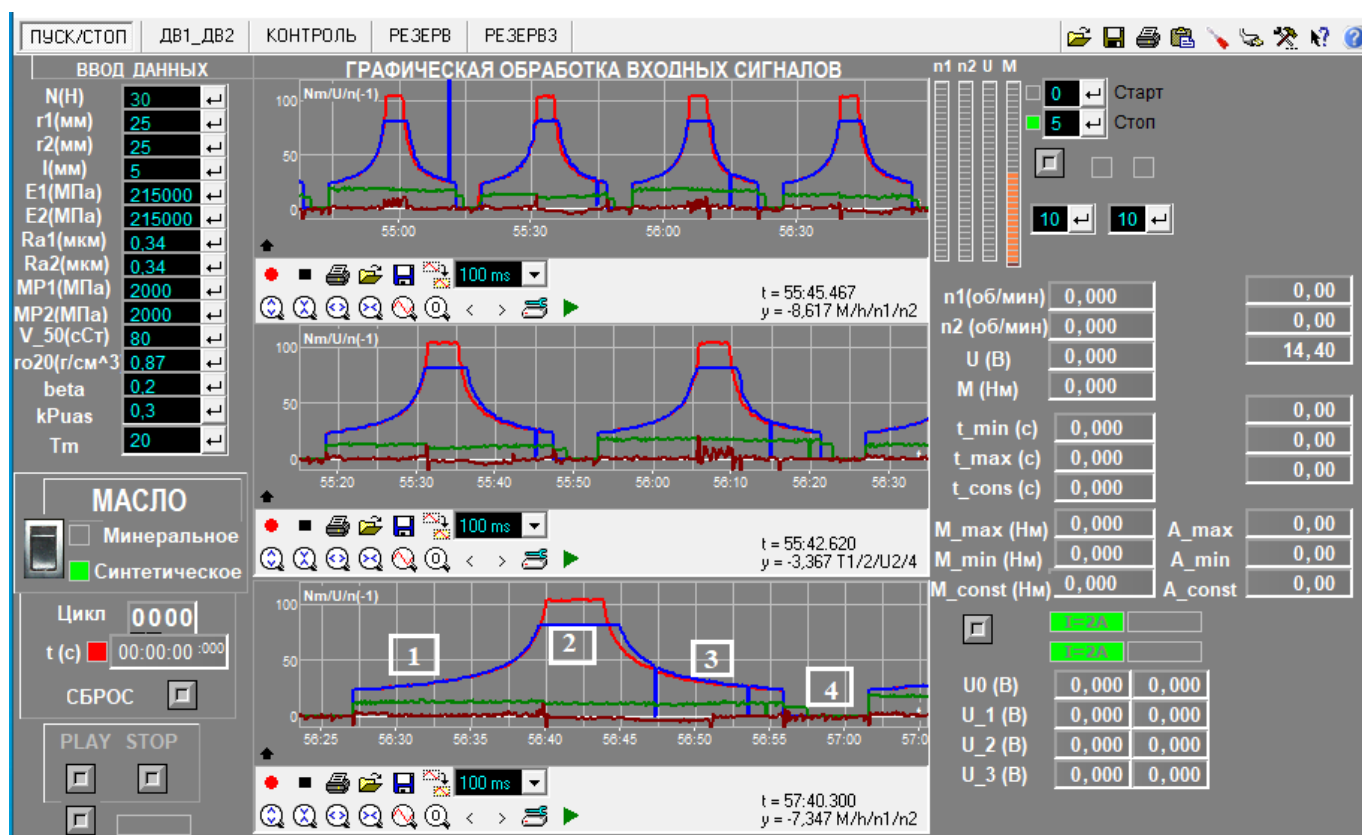 ПУСК/СТОП ДВ1_ДВ2 КОНТРОЛЬ РЕЗЕРВ РЕЗЕРВ3
ВВОД ДАННЫХ
N(Н) 30
r1(мм) 25
r2(мм) 25
l(мм) 5
E1(МПа) 215000
E2(МПа) 215000
Ra1(мкм) 0,34
Ra2(мкм) 0,34
МР1(МПа) 2000
МР2(МПа) 2000
V_50(сСт) 80
ro20(г/см^3 0,87
beta 0,2
kPuas 0,3
Tm 20
МАСЛО
Минеральное
Синтетическое
Цикл 0000
t (c) 00:00:00 :000
СБРОС
PLAY STOP
ГРАФИЧЕСКАЯ ОБРАБОТКА ВХОДНЫХ СИГНАЛОВ
Nm/U/n(-1)
100
50
0
55:00 55:30 56:00 56:30
100 ms
t = 55:45.467
y = -8,617 M/h/n1/n2
Nm/U/n(-1)
100
50
0
55:20 55:30 55:40 55:50 56:00 56:10 56:20 56:30
100 ms
t = 55:42.620
y = -3,367 T1/2/U2/4
Nm/U/n(-1)
100
50
0
1 2 3 4
56:25 56:30 56:35 56:40 56:45 56:50 56:55 57:00 57:0
100 ms
t = 57:40.300
y = -7,347 M/h/n1/n2
n1 n2 U M
0 Старт
5 Стоп
10 10
n1(об/мин) 0,000 0,00
n2 (об/мин) 0,000 0,00
U (В) 0,000 14,40
М (Нм) 0,000
t_min (c) 0,000 0,00
t_max (c) 0,000 0,00
t_cons (c) 0,000 0,00
M_max (Нм) 0,000 A_max 0,00
M_min (Нм) 0,000 A_min 0,00
M_const (Нм) 0,000 A_const 0,00
I=2A
I=2A
U0 (В) 0,000 0,000
U_1 (В) 0,000 0,000
U_2 (В) 0,000 0,000
U_3 (В) 0,000 0,000